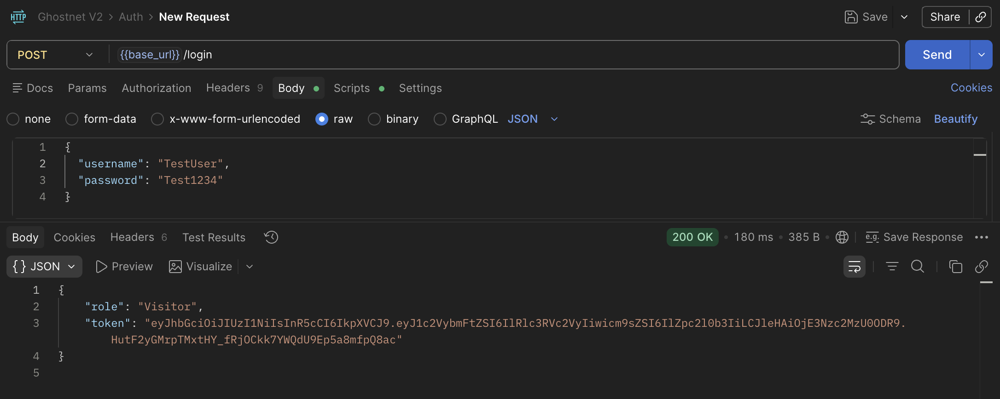 HTTP Ghostnet V2 > Auth > New Request Save Share
POST {{base_url}}/login Send
Docs Params Authorization Headers 9 Body Scripts Settings Cookies
none form-data x-www-form-urlencoded raw binary GraphQL JSON Schema Beautify
1 {
2 "username": "TestUser",
3 "password": "Test1234"
4 }
Body Cookies Headers 6 Test Results 200 OK • 180 ms • 385 B • e.g. Save Response
{ } JSON Preview Visualize
1 {
2 "role": "Visitor",
3 "token": "eyJhbGciOiJIUzI1NiIsInR5cCI6IkpXVCJ9.eyJ1c2VybmFtZSI6IlRlc3RVc2VyIiwicm9sZSI6IlZpc2l0b3IiLCJleHAiOjE3Nzc2MzU0ODR9.
HutF2yGMrpTMxtHY_fRjOCkk7YWQdU9Ep5a8mfpQ8ac"
4 }
5